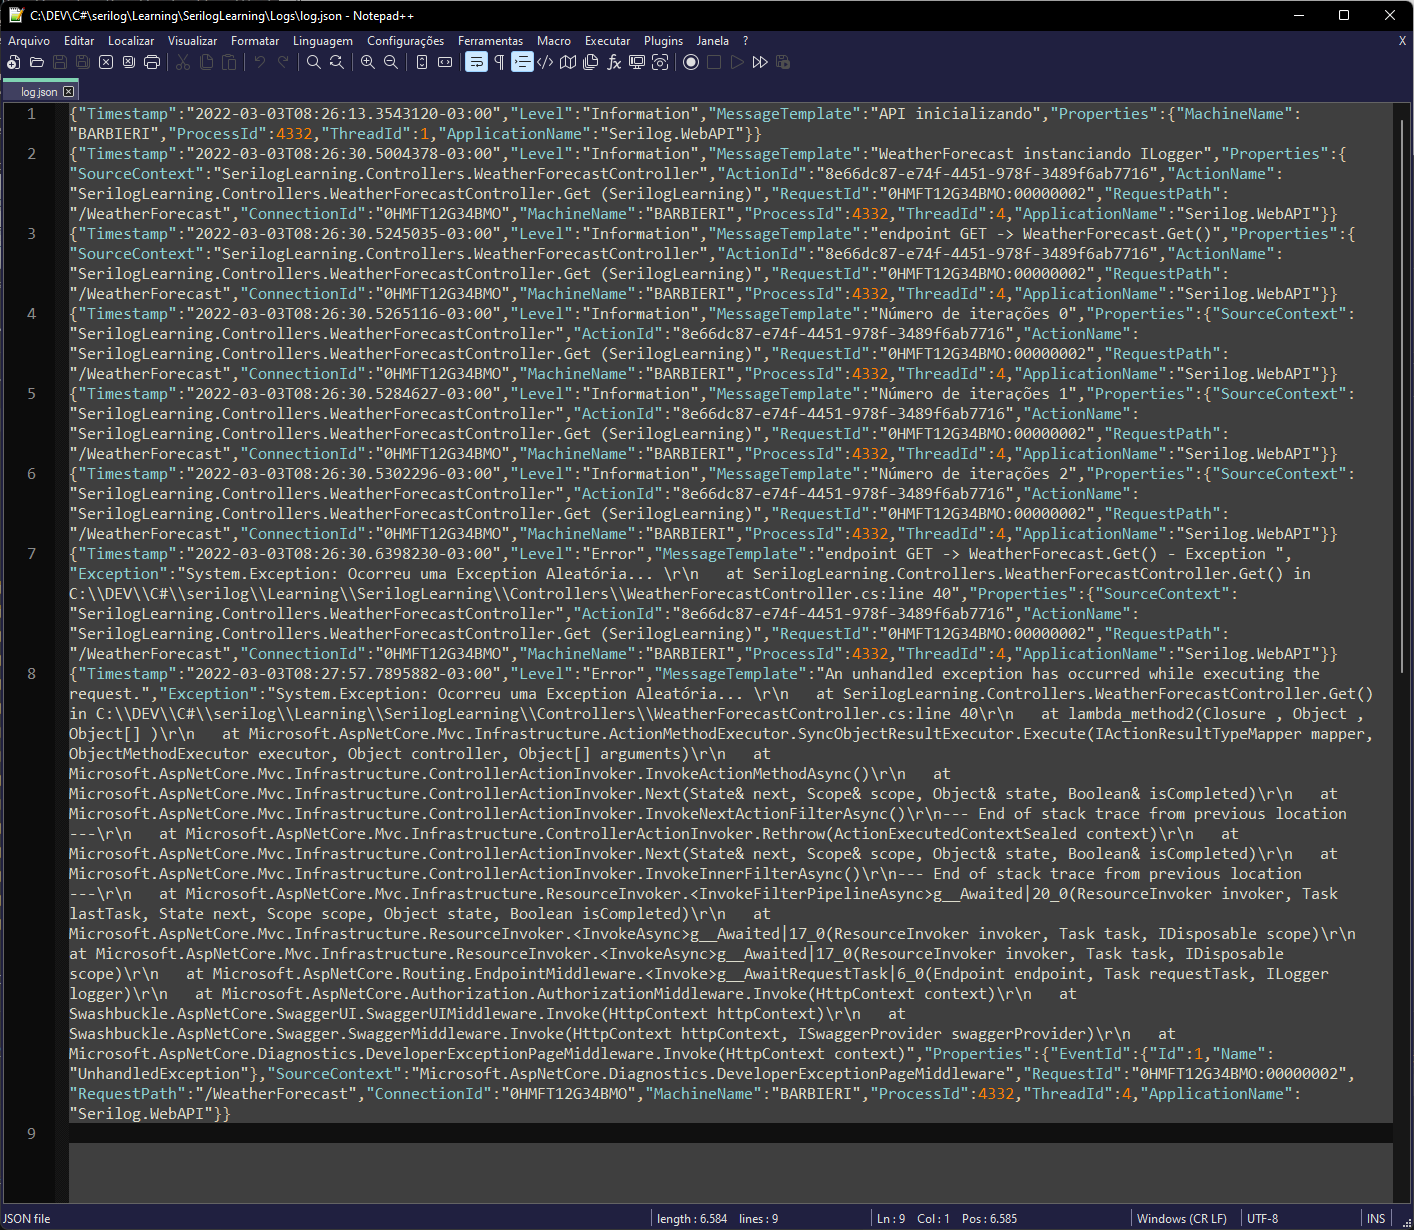 C:\DEV\C#\serilog\Learning\SerilogLearning\Logs\log.json - Notepad++
Arquivo Editar Localizar Visualizar Formatar Linguagem Configurações Ferramentas Macro Executar Plugins Janela ? X
log.json
1 {"Timestamp":"2022-03-03T08:26:13.3543120-03:00","Level":"Information","MessageTemplate":"API inicializando","Properties":{"MachineName":
"BARBIERI","ProcessId":4332,"ThreadId":1,"ApplicationName":"Serilog.WebAPI"}}
2 {"Timestamp":"2022-03-03T08:26:30.5004378-03:00","Level":"Information","MessageTemplate":"WeatherForecast instanciando ILogger","Properties":{
"SourceContext":"SerilogLearning.Controllers.WeatherForecastController","ActionId":"8e66dc87-e74f-4451-978f-3489f6ab7716","ActionName":
"SerilogLearning.Controllers.WeatherForecastController.Get (SerilogLearning)","RequestId":"0HMFT12G34BMO:00000002","RequestPath":
"/WeatherForecast","ConnectionId":"0HMFT12G34BMO","MachineName":"BARBIERI","ProcessId":4332,"ThreadId":4,"ApplicationName":"Serilog.WebAPI"}}
3 {"Timestamp":"2022-03-03T08:26:30.5245035-03:00","Level":"Information","MessageTemplate":"endpoint GET -> WeatherForecast.Get()","Properties":{
"SourceContext":"SerilogLearning.Controllers.WeatherForecastController","ActionId":"8e66dc87-e74f-4451-978f-3489f6ab7716","ActionName":
"SerilogLearning.Controllers.WeatherForecastController.Get (SerilogLearning)","RequestId":"0HMFT12G34BMO:00000002","RequestPath":
"/WeatherForecast","ConnectionId":"0HMFT12G34BMO","MachineName":"BARBIERI","ProcessId":4332,"ThreadId":4,"ApplicationName":"Serilog.WebAPI"}}
4 {"Timestamp":"2022-03-03T08:26:30.5265116-03:00","Level":"Information","MessageTemplate":"Número de iterações 0","Properties":{"SourceContext":
"SerilogLearning.Controllers.WeatherForecastController","ActionId":"8e66dc87-e74f-4451-978f-3489f6ab7716","ActionName":
"SerilogLearning.Controllers.WeatherForecastController.Get (SerilogLearning)","RequestId":"0HMFT12G34BMO:00000002","RequestPath":
"/WeatherForecast","ConnectionId":"0HMFT12G34BMO","MachineName":"BARBIERI","ProcessId":4332,"ThreadId":4,"ApplicationName":"Serilog.WebAPI"}}
5 {"Timestamp":"2022-03-03T08:26:30.5284627-03:00","Level":"Information","MessageTemplate":"Número de iterações 1","Properties":{"SourceContext":
"SerilogLearning.Controllers.WeatherForecastController","ActionId":"8e66dc87-e74f-4451-978f-3489f6ab7716","ActionName":
"SerilogLearning.Controllers.WeatherForecastController.Get (SerilogLearning)","RequestId":"0HMFT12G34BMO:00000002","RequestPath":
"/WeatherForecast","ConnectionId":"0HMFT12G34BMO","MachineName":"BARBIERI","ProcessId":4332,"ThreadId":4,"ApplicationName":"Serilog.WebAPI"}}
6 {"Timestamp":"2022-03-03T08:26:30.5302296-03:00","Level":"Information","MessageTemplate":"Número de iterações 2","Properties":{"SourceContext":
"SerilogLearning.Controllers.WeatherForecastController","ActionId":"8e66dc87-e74f-4451-978f-3489f6ab7716","ActionName":
"SerilogLearning.Controllers.WeatherForecastController.Get (SerilogLearning)","RequestId":"0HMFT12G34BMO:00000002","RequestPath":
"/WeatherForecast","ConnectionId":"0HMFT12G34BMO","MachineName":"BARBIERI","ProcessId":4332,"ThreadId":4,"ApplicationName":"Serilog.WebAPI"}}
7 {"Timestamp":"2022-03-03T08:26:30.6398230-03:00","Level":"Error","MessageTemplate":"endpoint GET -> WeatherForecast.Get() - Exception ",
"Exception":"System.Exception: Ocorreu uma Exception Aleatória... \r\n   at SerilogLearning.Controllers.WeatherForecastController.Get() in
C:\\DEV\\C#\\serilog\\Learning\\SerilogLearning\\Controllers\\WeatherForecastController.cs:line 40","Properties":{"SourceContext":
"SerilogLearning.Controllers.WeatherForecastController","ActionId":"8e66dc87-e74f-4451-978f-3489f6ab7716","ActionName":
"SerilogLearning.Controllers.WeatherForecastController.Get (SerilogLearning)","RequestId":"0HMFT12G34BMO:00000002","RequestPath":
"/WeatherForecast","ConnectionId":"0HMFT12G34BMO","MachineName":"BARBIERI","ProcessId":4332,"ThreadId":4,"ApplicationName":"Serilog.WebAPI"}}
8 {"Timestamp":"2022-03-03T08:27:57.7895882-03:00","Level":"Error","MessageTemplate":"An unhandled exception has occurred while executing the
request.","Exception":"System.Exception: Ocorreu uma Exception Aleatória... \r\n   at SerilogLearning.Controllers.WeatherForecastController.Get()
in C:\\DEV\\C#\\serilog\\Learning\\SerilogLearning\\Controllers\\WeatherForecastController.cs:line 40\r\n   at lambda_method2(Closure , Object ,
Object[] )\r\n   at Microsoft.AspNetCore.Mvc.Infrastructure.ActionMethodExecutor.SyncObjectResultExecutor.Execute(IActionResultTypeMapper mapper,
ObjectMethodExecutor executor, Object controller, Object[] arguments)\r\n   at
Microsoft.AspNetCore.Mvc.Infrastructure.ControllerActionInvoker.InvokeActionMethodAsync()\r\n   at
Microsoft.AspNetCore.Mvc.Infrastructure.ControllerActionInvoker.Next(State& next, Scope& scope, Object& state, Boolean& isCompleted)\r\n   at
Microsoft.AspNetCore.Mvc.Infrastructure.ControllerActionInvoker.InvokeNextActionFilterAsync()\r\n--- End of stack trace from previous location
---\r\n   at Microsoft.AspNetCore.Mvc.Infrastructure.ControllerActionInvoker.Rethrow(ActionExecutedContextSealed context)\r\n   at
Microsoft.AspNetCore.Mvc.Infrastructure.ControllerActionInvoker.Next(State& next, Scope& scope, Object& state, Boolean& isCompleted)\r\n   at
Microsoft.AspNetCore.Mvc.Infrastructure.ControllerActionInvoker.InvokeInnerFilterAsync()\r\n--- End of stack trace from previous location
---\r\n   at Microsoft.AspNetCore.Mvc.Infrastructure.ResourceInvoker.<InvokeFilterPipelineAsync>g__Awaited|20_0(ResourceInvoker invoker, Task
lastTask, State next, Scope scope, Object state, Boolean isCompleted)\r\n   at
Microsoft.AspNetCore.Mvc.Infrastructure.ResourceInvoker.<InvokeAsync>g__Awaited|17_0(ResourceInvoker invoker, Task task, IDisposable scope)\r\n
at Microsoft.AspNetCore.Mvc.Infrastructure.ResourceInvoker.<InvokeAsync>g__Awaited|17_0(ResourceInvoker invoker, Task task, IDisposable
scope)\r\n   at Microsoft.AspNetCore.Routing.EndpointMiddleware.<Invoke>g__AwaitRequestTask|6_0(Endpoint endpoint, Task requestTask, ILogger
logger)\r\n   at Microsoft.AspNetCore.Authorization.AuthorizationMiddleware.Invoke(HttpContext context)\r\n   at
Swashbuckle.AspNetCore.SwaggerUI.SwaggerUIMiddleware.Invoke(HttpContext httpContext)\r\n   at
Swashbuckle.AspNetCore.Swagger.SwaggerMiddleware.Invoke(HttpContext httpContext, ISwaggerProvider swaggerProvider)\r\n   at
Microsoft.AspNetCore.Diagnostics.DeveloperExceptionPageMiddleware.Invoke(HttpContext context)","Properties":{"EventId":{"Id":1,"Name":
"UnhandledException"},"SourceContext":"Microsoft.AspNetCore.Diagnostics.DeveloperExceptionPageMiddleware","RequestId":"0HMFT12G34BMO:00000002",
"RequestPath":"/WeatherForecast","ConnectionId":"0HMFT12G34BMO","MachineName":"BARBIERI","ProcessId":4332,"ThreadId":4,"ApplicationName":
"Serilog.WebAPI"}}
9
JSON file length : 6.584 lines : 9 Ln : 9 Col : 1 Pos : 6.585 Windows (CR LF) UTF-8 INS